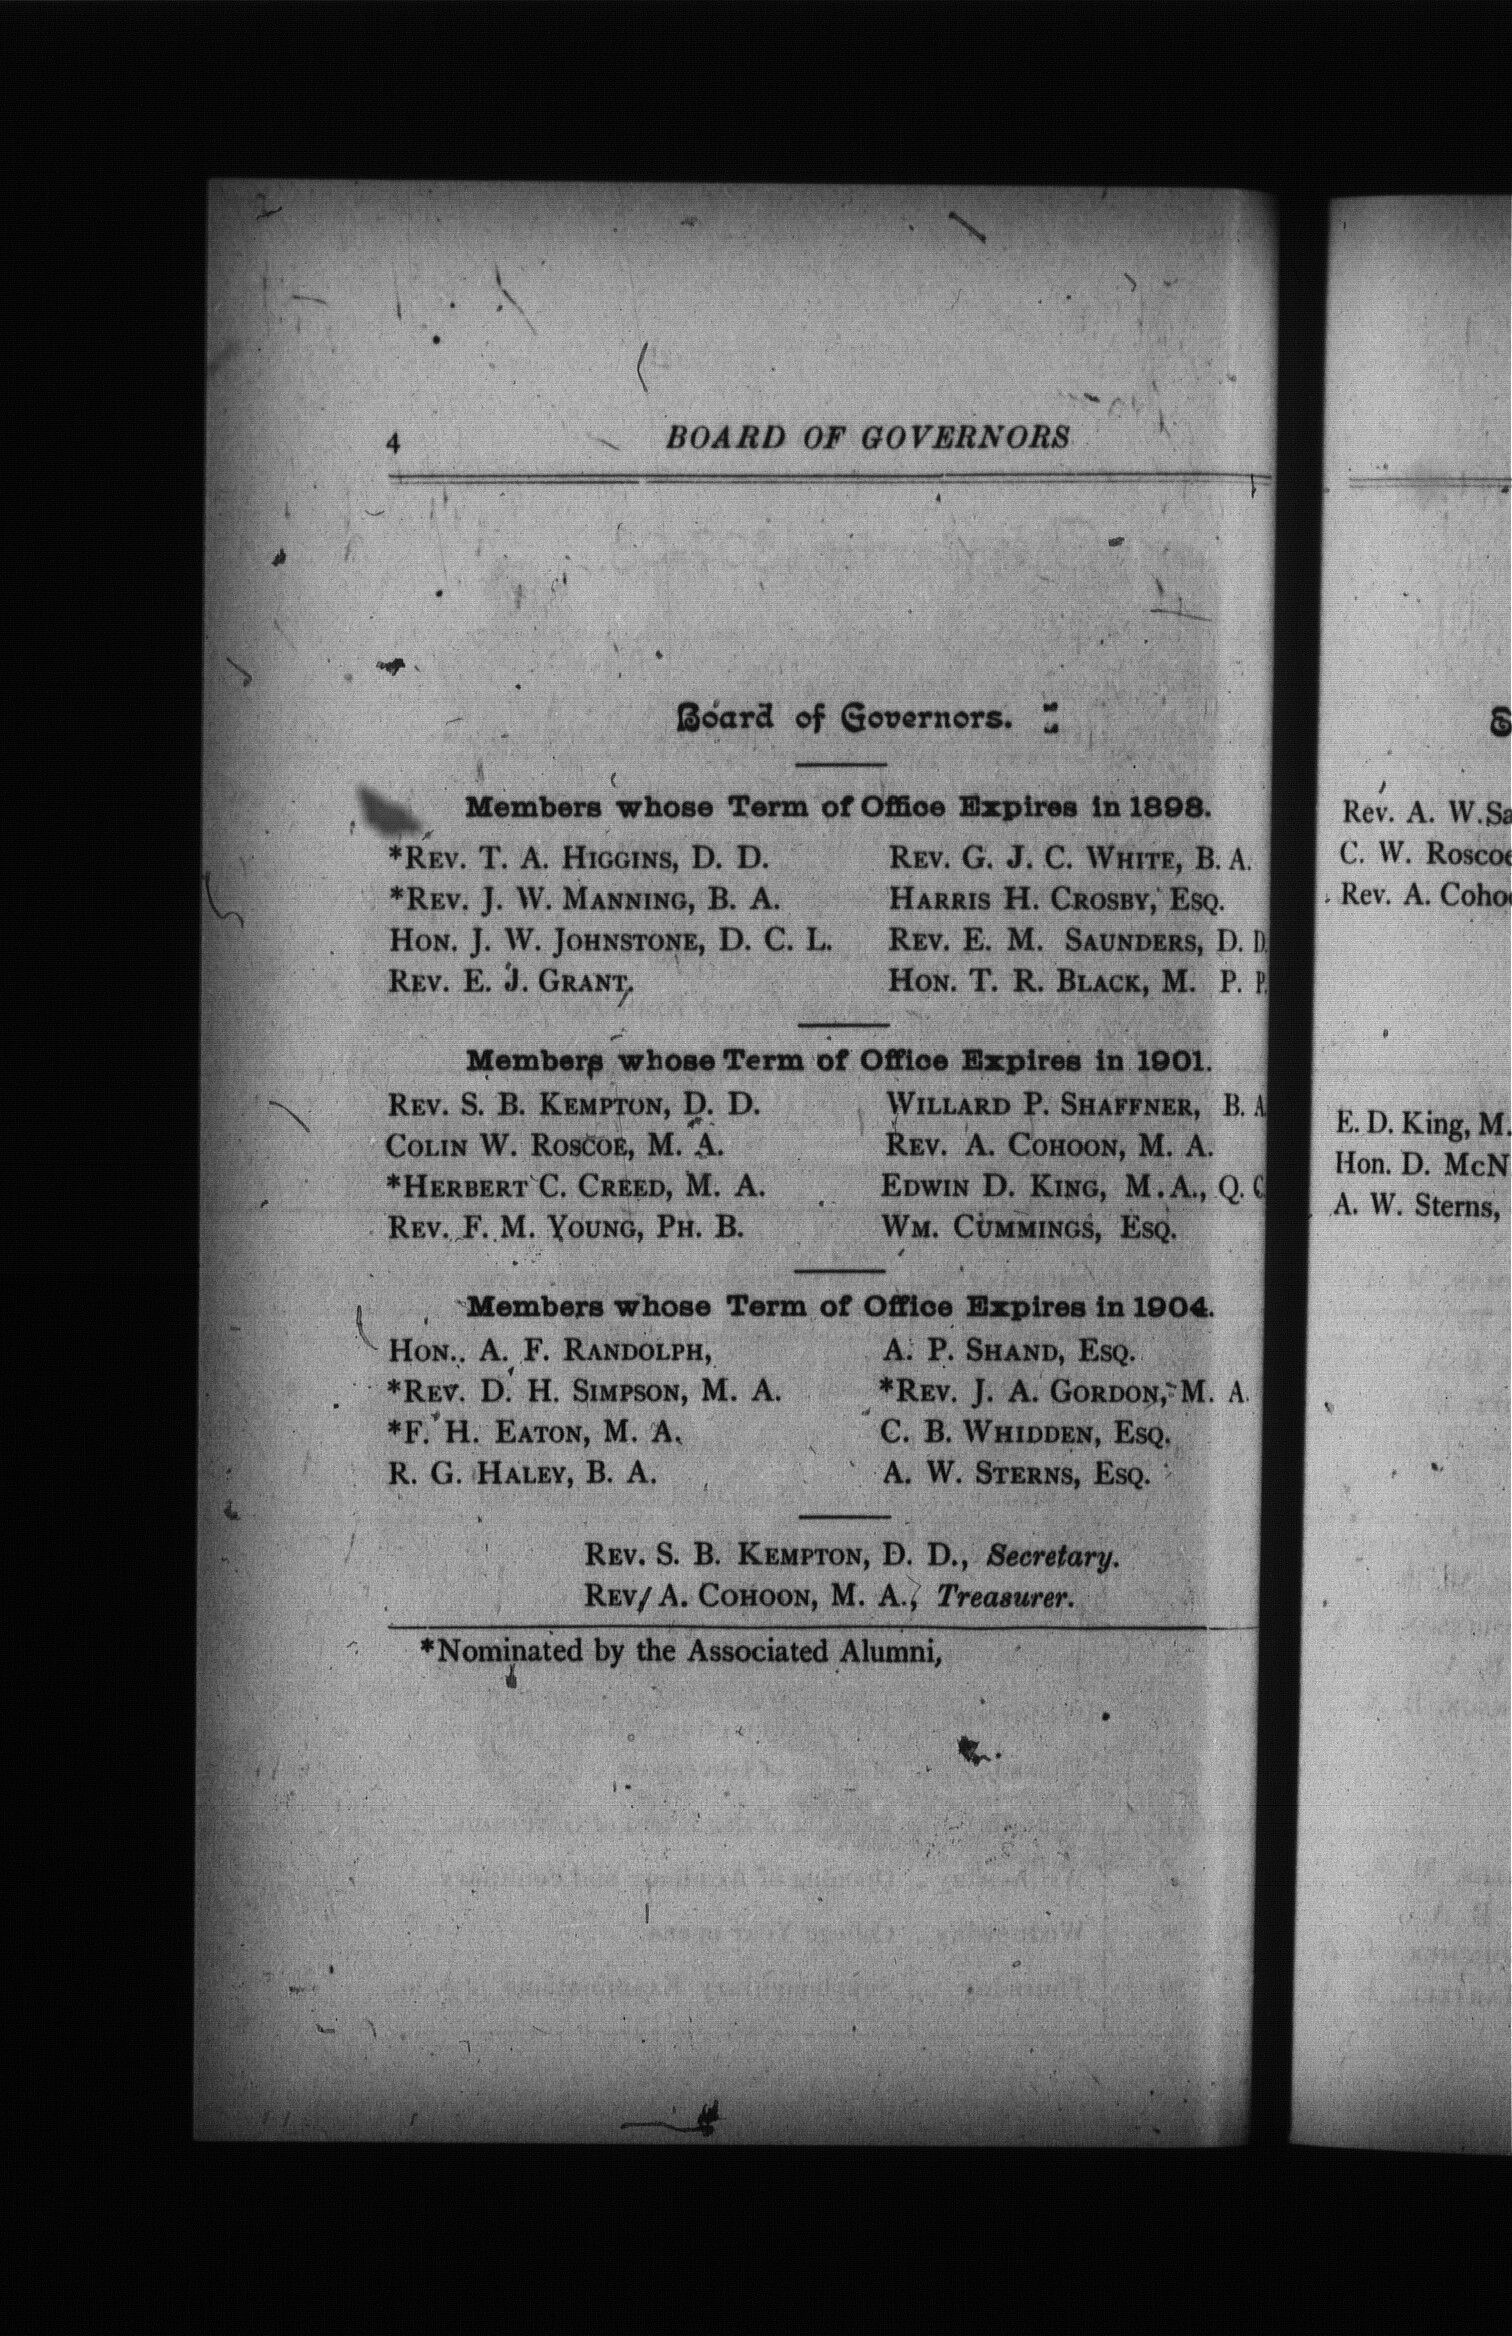 4 BOARD OF GOVERNORS
Board of Governors.
Members whose Term of Office Expires in 1898.
*REV. T. A. HIGGINS, D. D. REV. G. J. C. WHITE, B. A.
*REV. J. W. MANNING, B. A. HARRIS H. CROSBY, ESQ.
HON. J. W. JOHNSTONE, D. C. L. REV. E. M. SAUNDERS, D. D.
REV. E. J. GRANT. HON. T. R. BLACK, M. P. P.
Members whose Term of Office Expires in 1901.
REV. S. B. KEMPTON, D. D. WILLARD P. SHAFFNER, B. A.
COLIN W. ROSCOE, M. A. REV. A. COHOON, M. A.
*HERBERT C. CREED, M. A. EDWIN D. KING, M.A., Q. C.
REV. F. M. YOUNG, PH. B. WM. CUMMINGS, ESQ.
Members whose Term of Office Expires in 1904.
HON. A. F. RANDOLPH, A. P. SHAND, ESQ.
*REV. D. H. SIMPSON, M. A. *REV. J. A. GORDON, M. A.
*F. H. EATON, M. A. C. B. WHIDDEN, ESQ.
R. G. HALEY, B. A. A. W. STERNS, ESQ.
REV. S. B. KEMPTON, D. D., Secretary.
REV. A. COHOON, M. A., Treasurer.
*Nominated by the Associated Alumni,
Rev. A. W. Sa
C. W. Roscoe
Rev. A. Cohoo
E. D. King, M.
Hon. D. McN
A. W. Sterns,